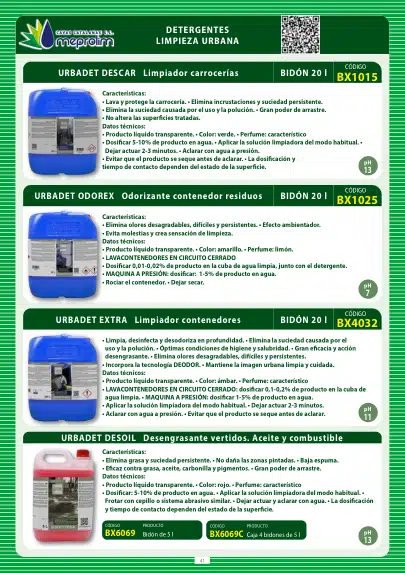 COPAS CATALANAS S.L.
meprolim
DETERGENTES
LIMPIEZA URBANA
URBADET DESCAR Limpiador carrocerías BIDÓN 20 l
CÓDIGO
BX1015
Características:
• Lava y protege la carrocería. • Elimina incrustaciones y suciedad persistente.
• Elimina la suciedad causada por el uso y la polución. • Gran poder de arrastre.
• No altera las superficies tratadas.
Datos técnicos:
• Producto líquido transparente. • Color: verde. • Perfume: característico
• Dosificar 5-10% de producto en agua. • Aplicar la solución limpiadora del modo habitual. •
Dejar actuar 2-3 minutos. • Aclarar con agua a presión.
• Evitar que el producto se seque antes de aclarar. • La dosificación y
tiempo de contacto dependen del estado de la superficie.
pH
13
URBADET ODOREX Odorizante contenedor residuos BIDÓN 20 l
CÓDIGO
BX1025
Características:
• Elimina olores desagradables, difíciles y persistentes. • Efecto ambientador.
• Evita molestias y crea sensación de limpieza.
Datos técnicos:
• Producto líquido transparente. • Color: amarillo. • Perfume: limón.
• LAVACONTENEDORES EN CIRCUITO CERRADO
• Dosificar 0,01-0,02% de producto en la cuba de agua limpia, junto con el detergente.
• MAQUINA A PRESIÓN: dosificar: 1-5% de producto en agua.
• Rociar el contenedor. • Dejar secar.
pH
7
URBADET EXTRA Limpiador contenedores BIDÓN 20 l
CÓDIGO
BX4032
• Limpia, desinfecta y desodoriza en profundidad. • Elimina la suciedad causada por el
uso y la polución. • Óptimas condiciones de higiene y salubridad. • Gran eficacia y acción
desengrasante. • Elimina olores desagradables, difíciles y persistentes.
• Incorpora la tecnología DEODOR. • Mantiene la imagen urbana limpia y cuidada.
Datos técnicos:
• Producto líquido transparente. • Color: ámbar. • Perfume: característico
• LAVACONTENEDORES EN CIRCUITO CERRADO: dosificar 0,1-0,2% de producto en la cuba de
agua limpia. • MAQUINA A PRESIÓN: dosificar 1-5% de producto en agua.
• Aplicar la solución limpiadora del modo habitual. • Dejar actuar 2-3 minutos.
• Aclarar con agua a presión. • Evitar que el producto se seque antes de aclarar.
pH
11
URBADET DESOIL Desengrasante vertidos. Aceite y combustible
Características:
• Elimina grasa y suciedad persistente. • No daña las zonas pintadas. • Baja espuma.
• Eficaz contra grasa, aceite, carbonilla y pigmentos. • Gran poder de arrastre.
Datos técnicos:
• Producto líquido transparente. • Color: rojo. • Perfume: característico
• Dosificar: 5-10% de producto en agua. • Aplicar la solución limpiadora del modo habitual. •
Frotar con cepillo o sistema abrasivo similar. • Dejar actuar y aclarar con agua. • La dosificación
y tiempo de contacto dependen del estado de la superficie.
CÓDIGO PRODUCTO
BX6069 Bidón de 5 l
CÓDIGO PRODUCTO
BX6069C Caja 4 bidones de 5 l
pH
13
41